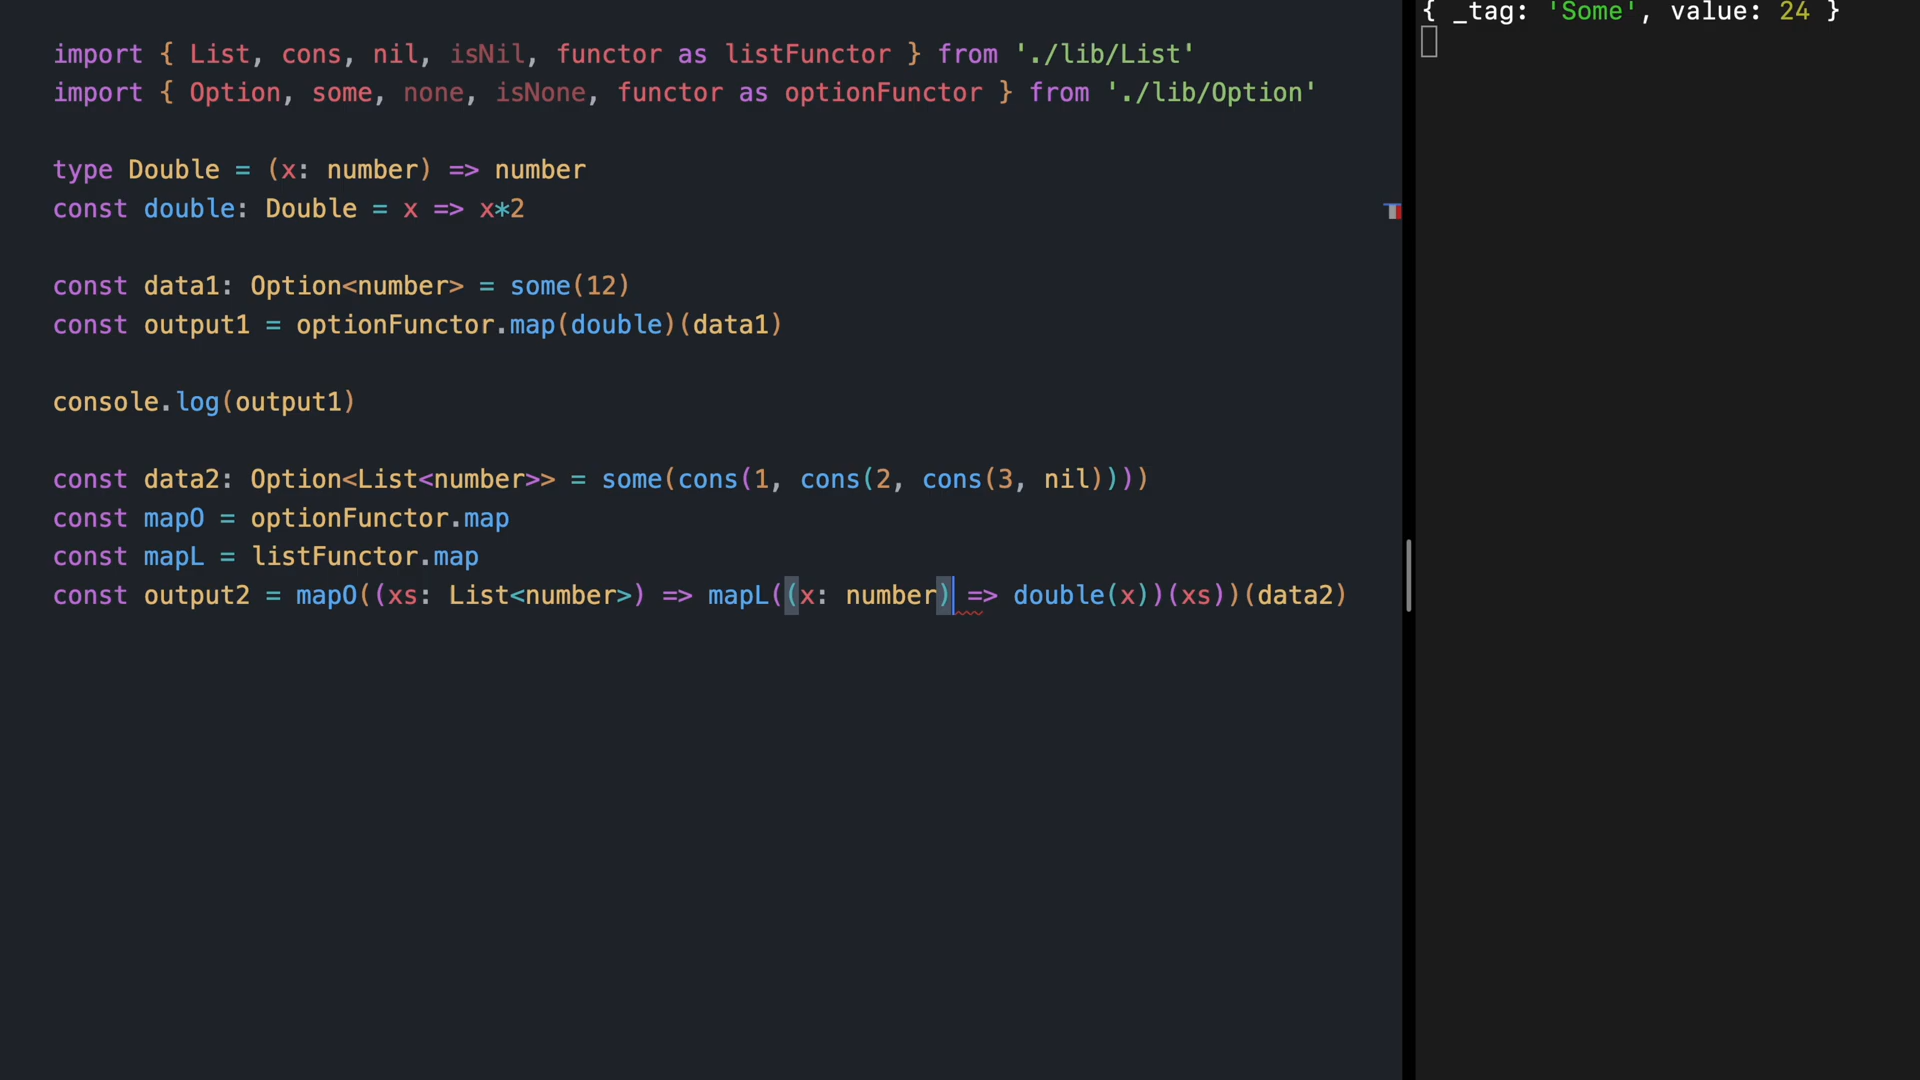 import { List, cons, nil, isNil, functor as listFunctor } from './lib/List'
import { Option, some, none, isNone, functor as optionFunctor } from './lib/Option'
type Double = (x: number) => number
const double: Double = x => x*2
const data1: Option<number> = some(12)
const output1 = optionFunctor.map(double)(data1)
console.log(output1)
const data2: Option<List<number>> = some(cons(1, cons(2, cons(3, nil))))
const mapO = optionFunctor.map
const mapL = listFunctor.map
const output2 = mapO((xs: List<number>) => mapL((x: number) => double(x))(xs))(data2)
{ _tag: 'Some', value: 24 }